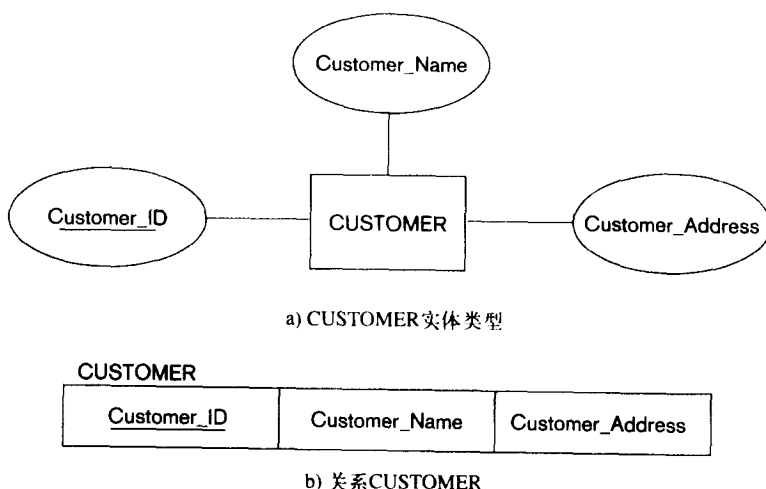 Customer_Name
Customer_ID
CUSTOMER
Customer_Address
a) CUSTOMER实体类型
CUSTOMER
Customer_ID
Customer_Name
Customer_Address
b) 关系CUSTOMER